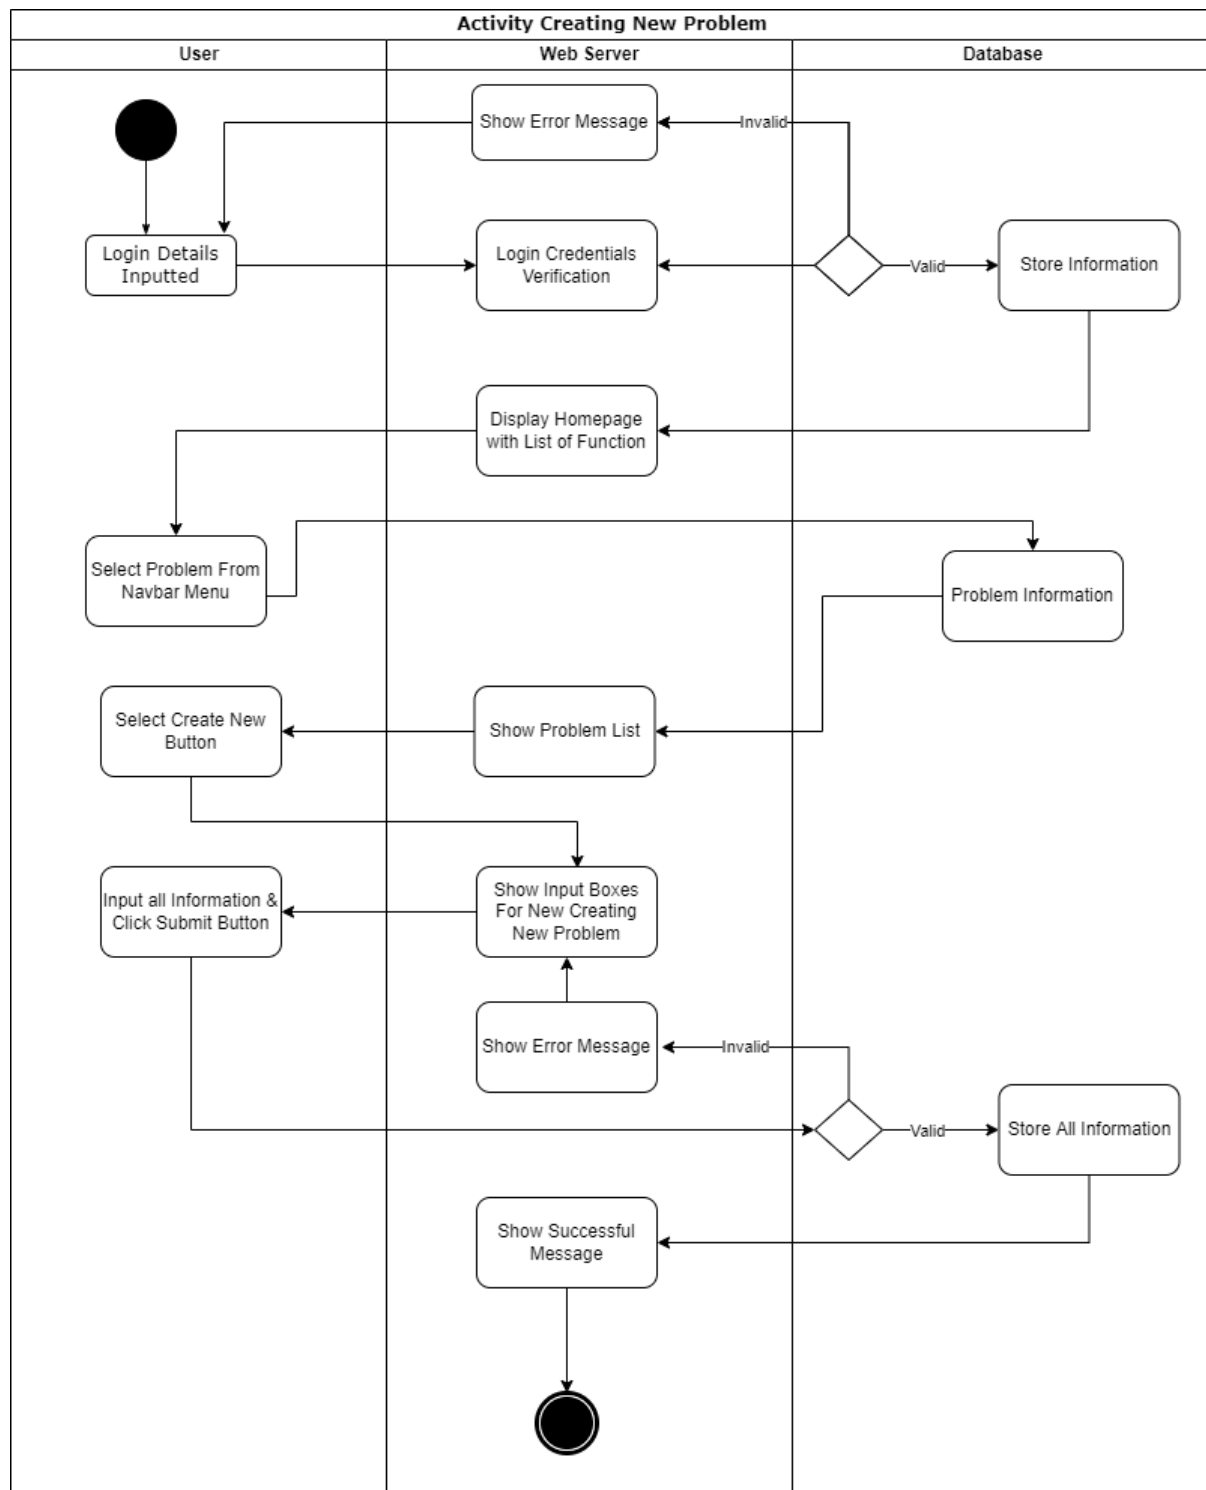 Activity Creating New Problem
User
Web Server
Database
Show Error Message
Invalid
Login Details
Inputted
Login Credentials
Verification
Valid
Store Information
Display Homepage
with List of Function
Select Problem From
Navbar Menu
Problem Information
Select Create New
Button
Show Problem List
Input all Information &
Click Submit Button
Show Input Boxes
For New Creating
New Problem
Show Error Message
Invalid
Valid
Store All Information
Show Successful
Message